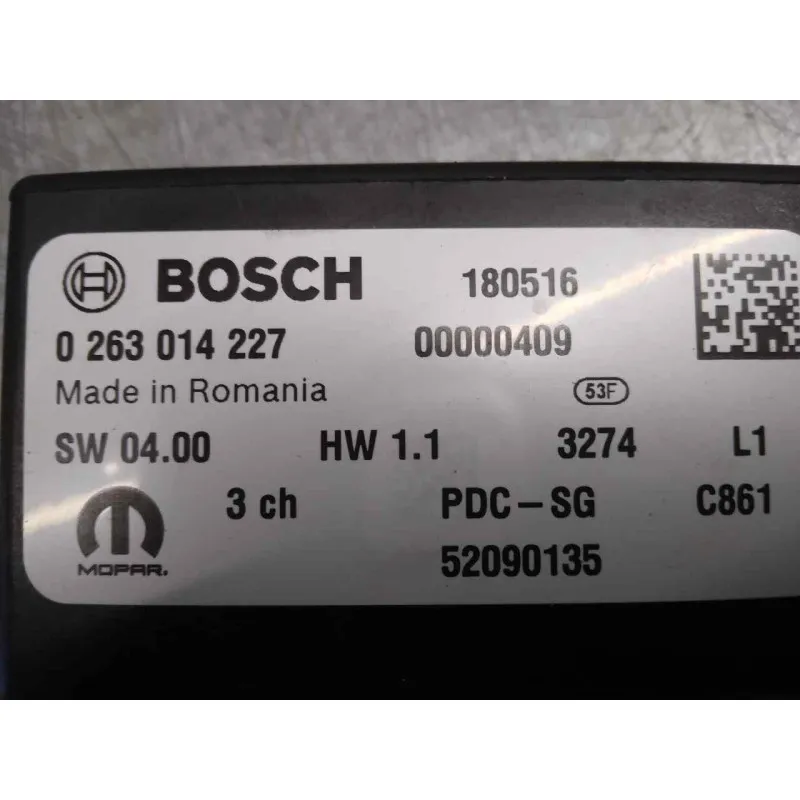 BOSCH 180516
0 263 014 227 00000409
Made in Romania 53F
SW 04.00 HW 1.1 3274 L1
3 ch PDC-SG C861
MOPAR. 52090135